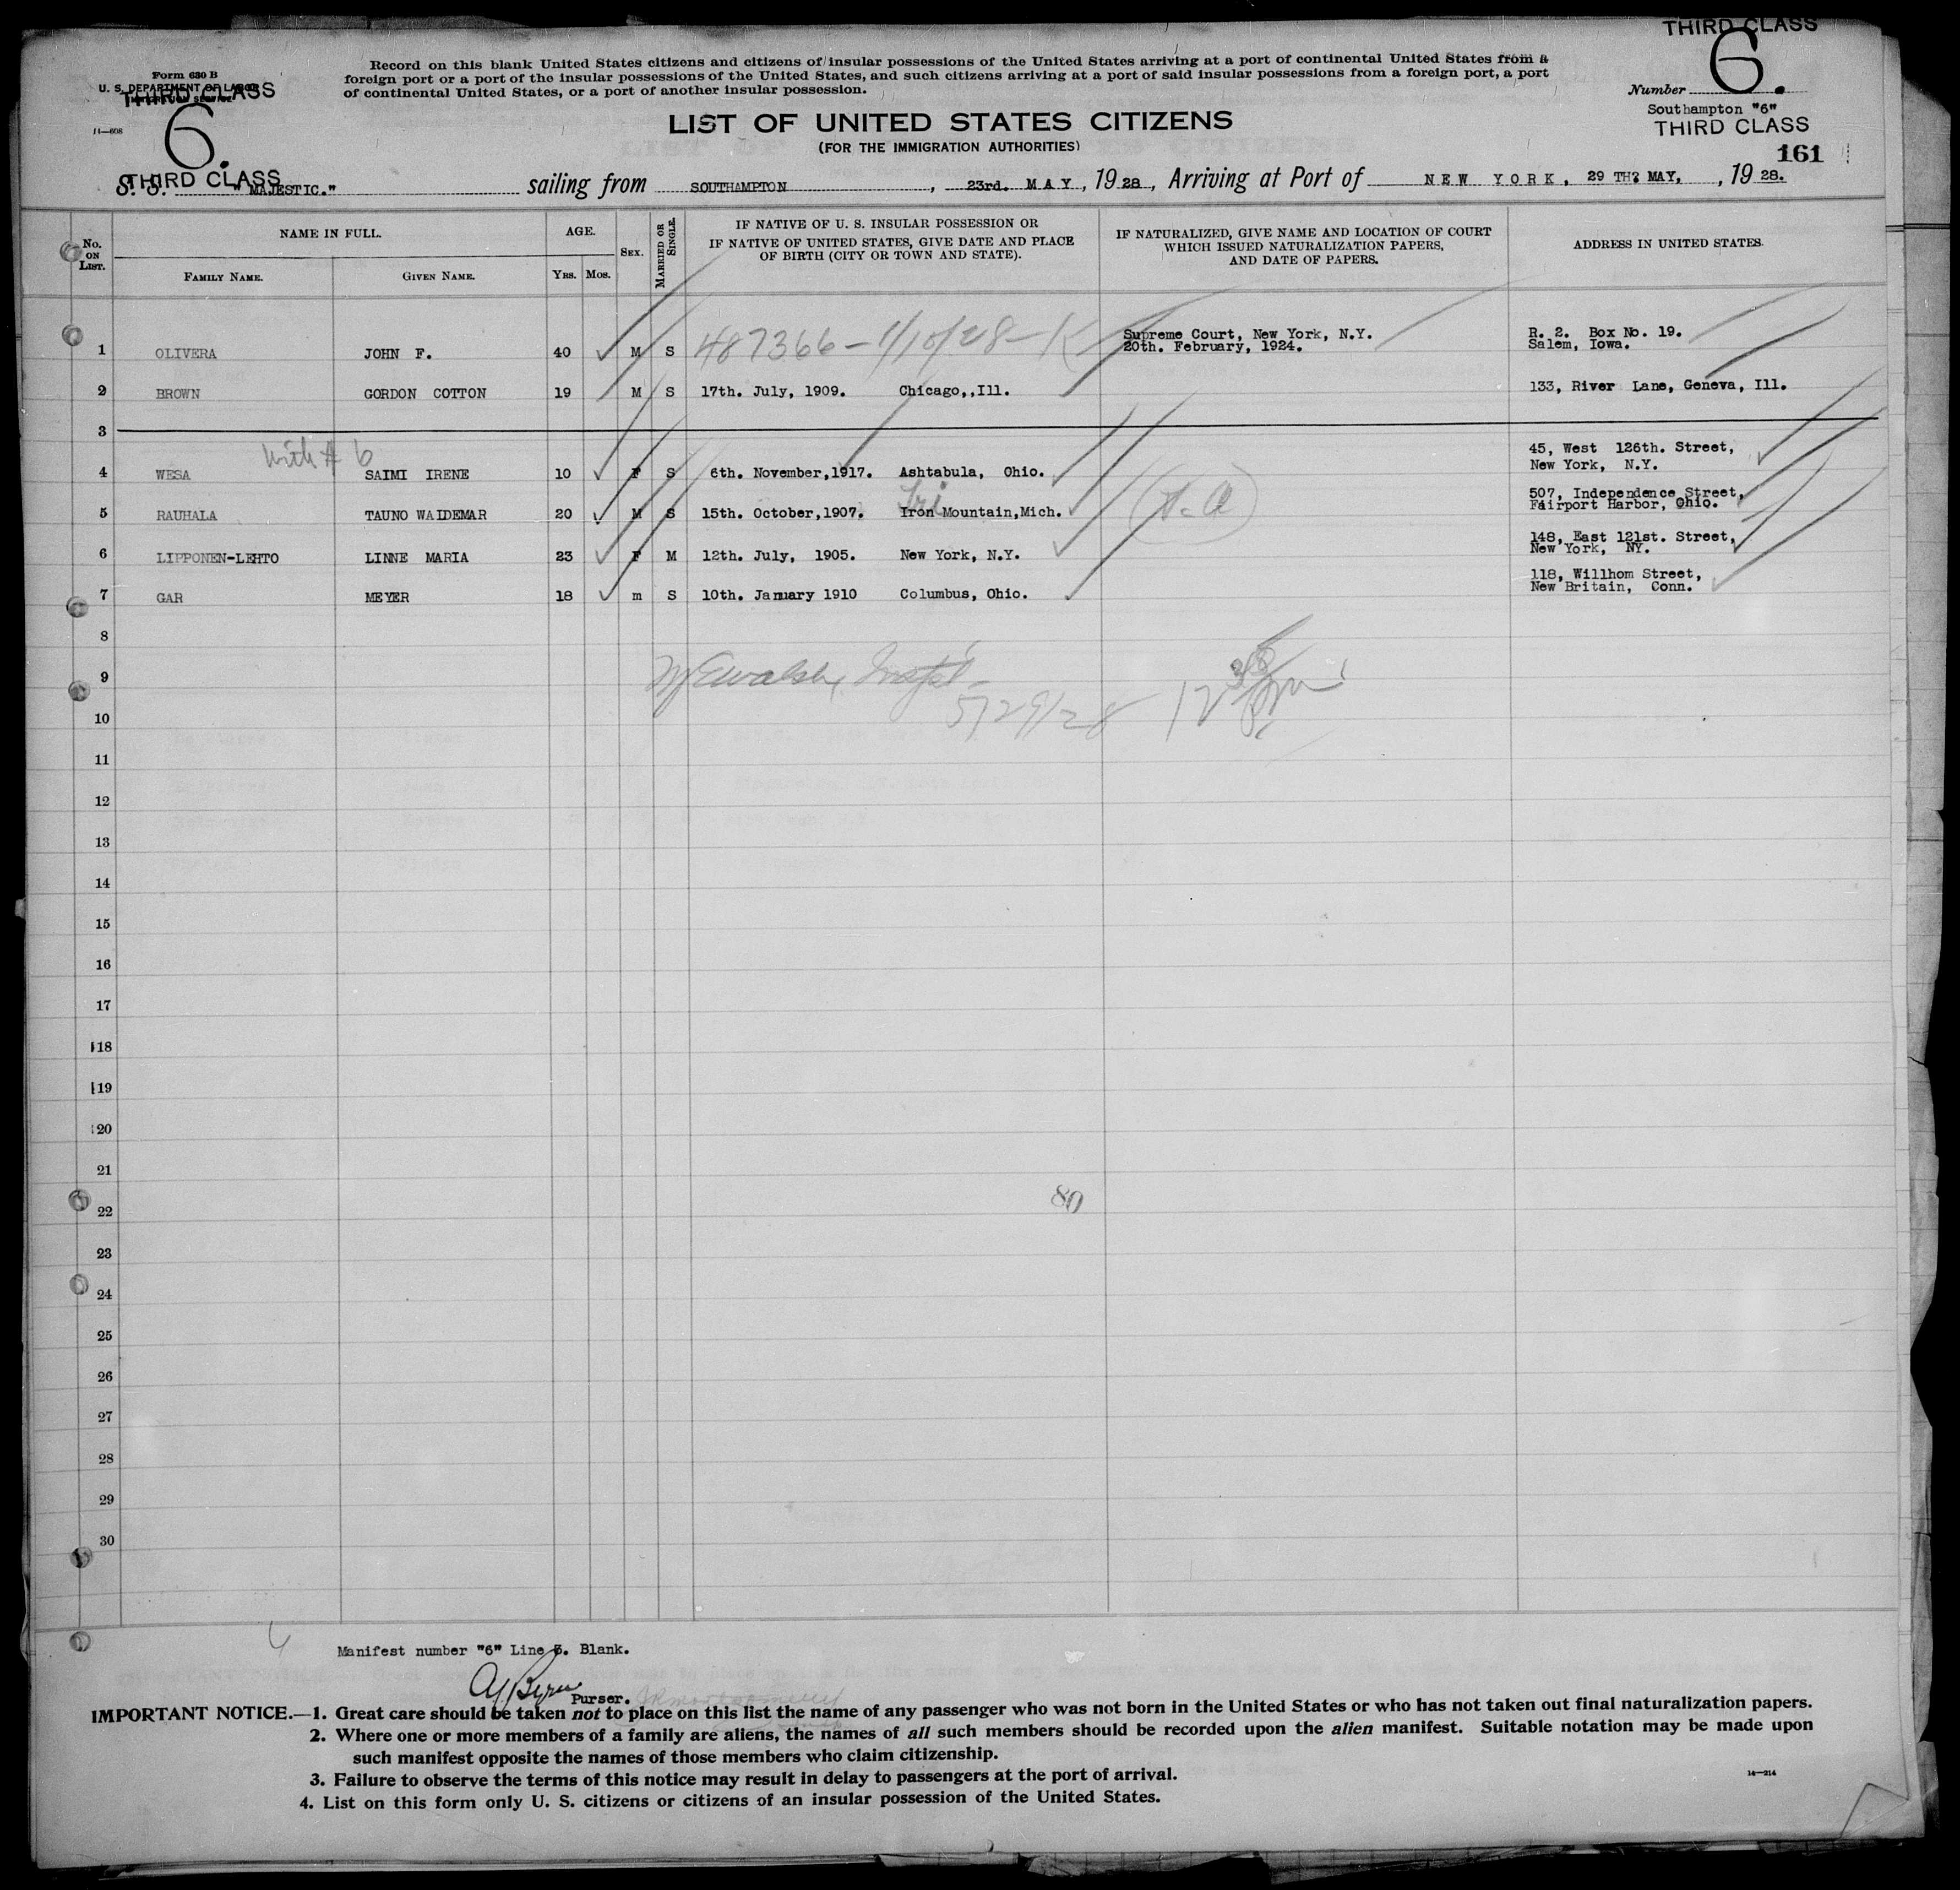 THIRD CLASS
6.
Form 630 B
U. S. DEPARTMENT OF LABOR
IMMIGRATION SERVICE
THIRD CLASS
14—608
6.
THIRD CLASS
Record on this blank United States citizens and citizens of insular possessions of the United States arriving at a port of continental United States from a
foreign port or a port of the insular possessions of the United States, and such citizens arriving at a port of said insular possessions from a foreign port, a port
of continental United States, or a port of another insular possession.
Number
Southampton "6"
THIRD CLASS
161
LIST OF UNITED STATES CITIZENS
(FOR THE IMMIGRATION AUTHORITIES)
S. S. "MAJESTIC." sailing from SOUTHAMPTON, 23rd. MAY, 1928, Arriving at Port of NEW YORK, 29 TH? MAY, , 19 28.
No. ON LIST.
NAME IN FULL.
FAMILY NAME. GIVEN NAME.
AGE.
YRS. MOS.
SEX.
MARRIED OR SINGLE.
IF NATIVE OF U. S. INSULAR POSSESSION OR
IF NATIVE OF UNITED STATES, GIVE DATE AND PLACE
OF BIRTH (CITY OR TOWN AND STATE).
IF NATURALIZED, GIVE NAME AND LOCATION OF COURT
WHICH ISSUED NATURALIZATION PAPERS,
AND DATE OF PAPERS.
ADDRESS IN UNITED STATES.
1 OLIVERA JOHN F. 40 M S 487366-1/10/28-K Supreme Court, New York, N.Y. R. 2. Box No. 19.
20th. February, 1924. Salem, Iowa.
2 BROWN GORDON COTTON 19 M S 17th. July, 1909. Chicago,,Ill. 133, River Lane, Geneva, Ill.
3
with # 6
45, West 126th. Street,
4 WESA SAIMI IRENE 10 F S 6th. November,1917. Ashtabula, Ohio. New York, N.Y.
507, Independence Street,
5 RAUHALA TAUNO WAIDEMAR 20 M S 15th. October,1907. Iron Mountain,Mich. Fairport Harbor, Ohio.
148, East 121st. Street,
6 LIPPONEN-LEHTO LINNE MARIA 23 F M 12th. July, 1905. New York, N.Y. New York, NY.
118, Willhom Street,
7 GAR MEYER 18 m S 10th. January 1910 Columbus, Ohio. New Britain, Conn.
8
9
5/29/28
10
11
12
13
14
15
16
17
18
19
20
21
80
22
23
24
25
26
27
28
29
30
Manifest number "6" Line 3. Blank.
Purser.
IMPORTANT NOTICE.—1. Great care should be taken not to place on this list the name of any passenger who was not born in the United States or who has not taken out final naturalization papers.
2. Where one or more members of a family are aliens, the names of all such members should be recorded upon the alien manifest. Suitable notation may be made upon
such manifest opposite the names of those members who claim citizenship.
3. Failure to observe the terms of this notice may result in delay to passengers at the port of arrival.
14—214
4. List on this form only U. S. citizens or citizens of an insular possession of the United States.